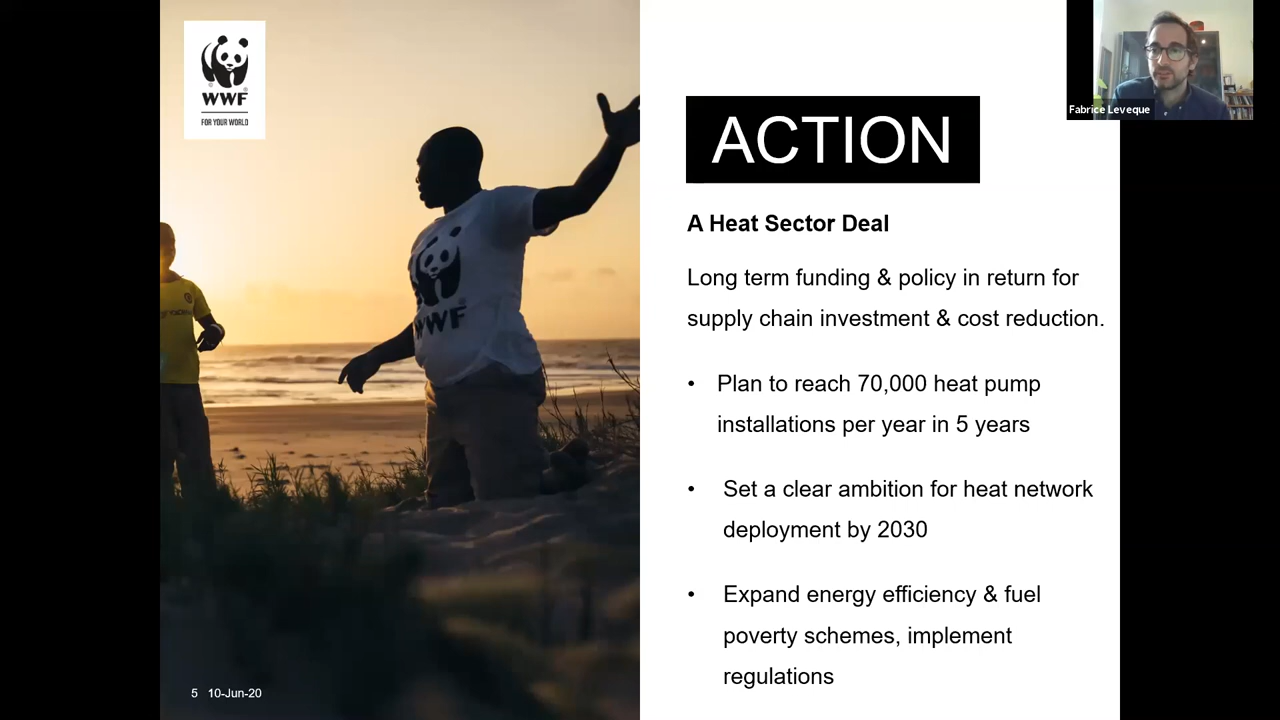 WWF
FOR YOUR WORLD
WWF
5 10-Jun-20
Fabrice Leveque
ACTION
A Heat Sector Deal
Long term funding & policy in return for
supply chain investment & cost reduction.
• Plan to reach 70,000 heat pump
installations per year in 5 years
• Set a clear ambition for heat network
deployment by 2030
• Expand energy efficiency & fuel
poverty schemes, implement
regulations